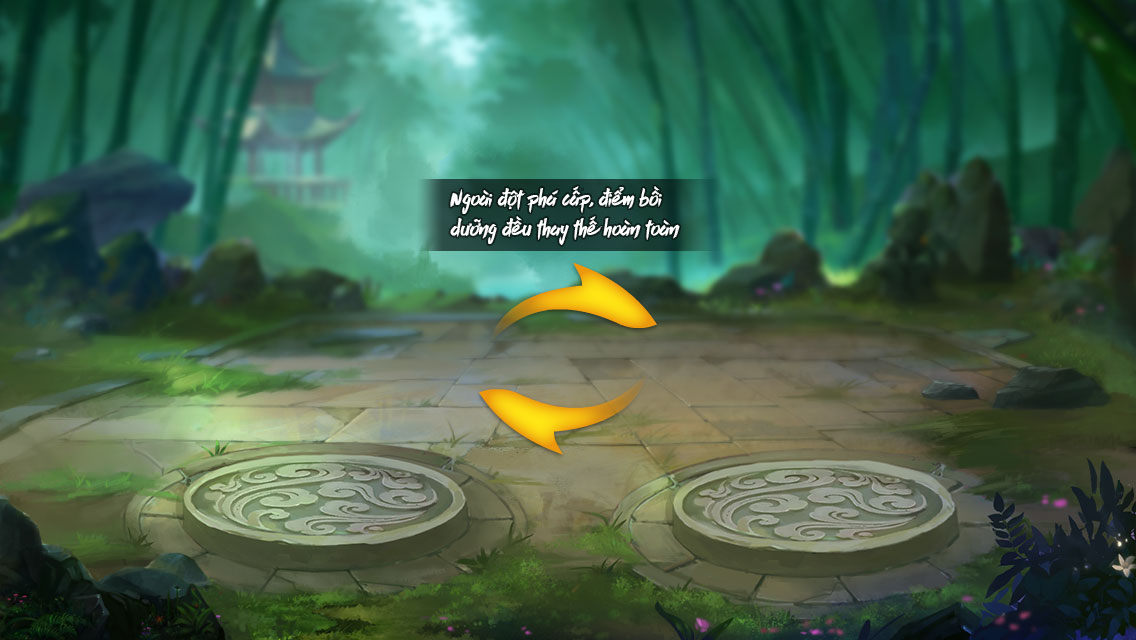 Ngoài đột phá cấp, điểm bồi
dưỡng đều thay thế hoàn toàn